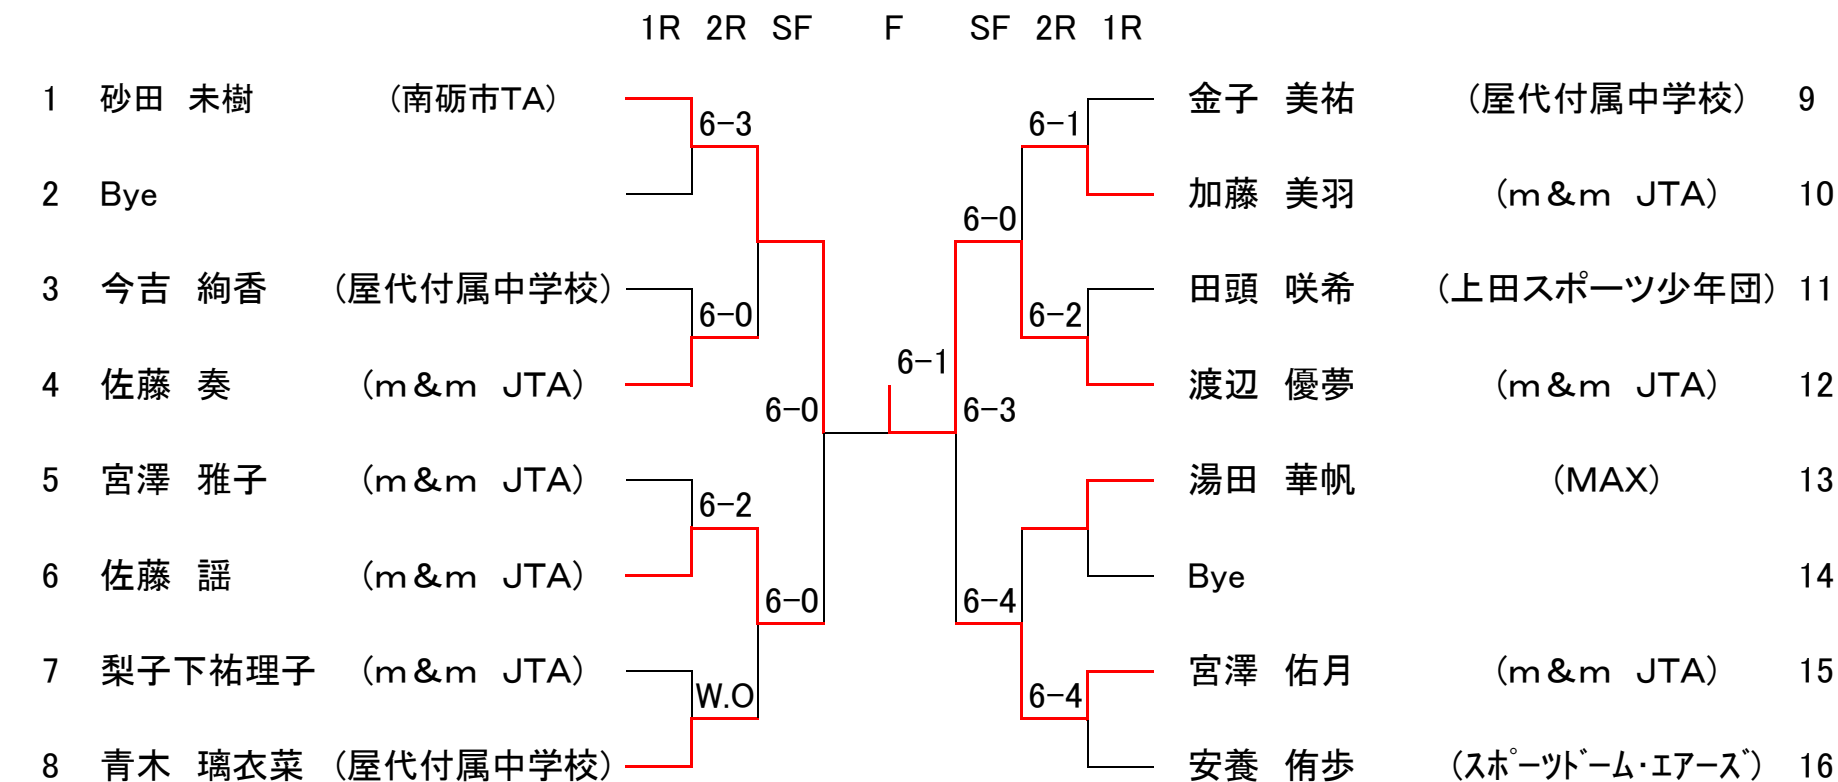 1R 2R SF F SF 2R 1R
1 砂田 未樹 (南砺市TA) 金子 美祐 (屋代付属中学校) 9
6-3 6-1
2 Bye 加藤 美羽 (m&m JTA) 10
6-0
3 今吉 絢香 (屋代付属中学校) 田頭 咲希 (上田スポーツ少年団) 11
6-0 6-2
6-1
4 佐藤 奏 (m&m JTA) 渡辺 優夢 (m&m JTA) 12
6-0 6-3
5 宮澤 雅子 (m&m JTA) 湯田 華帆 (MAX) 13
6-2
6 佐藤 謡 (m&m JTA) Bye 14
6-0 6-4
7 梨子下祐理子 (m&m JTA) 宮澤 佑月 (m&m JTA) 15
W.O 6-4
8 青木 璃衣菜 (屋代付属中学校) 安養 侑歩 (スポーツドーム・エアーズ) 16